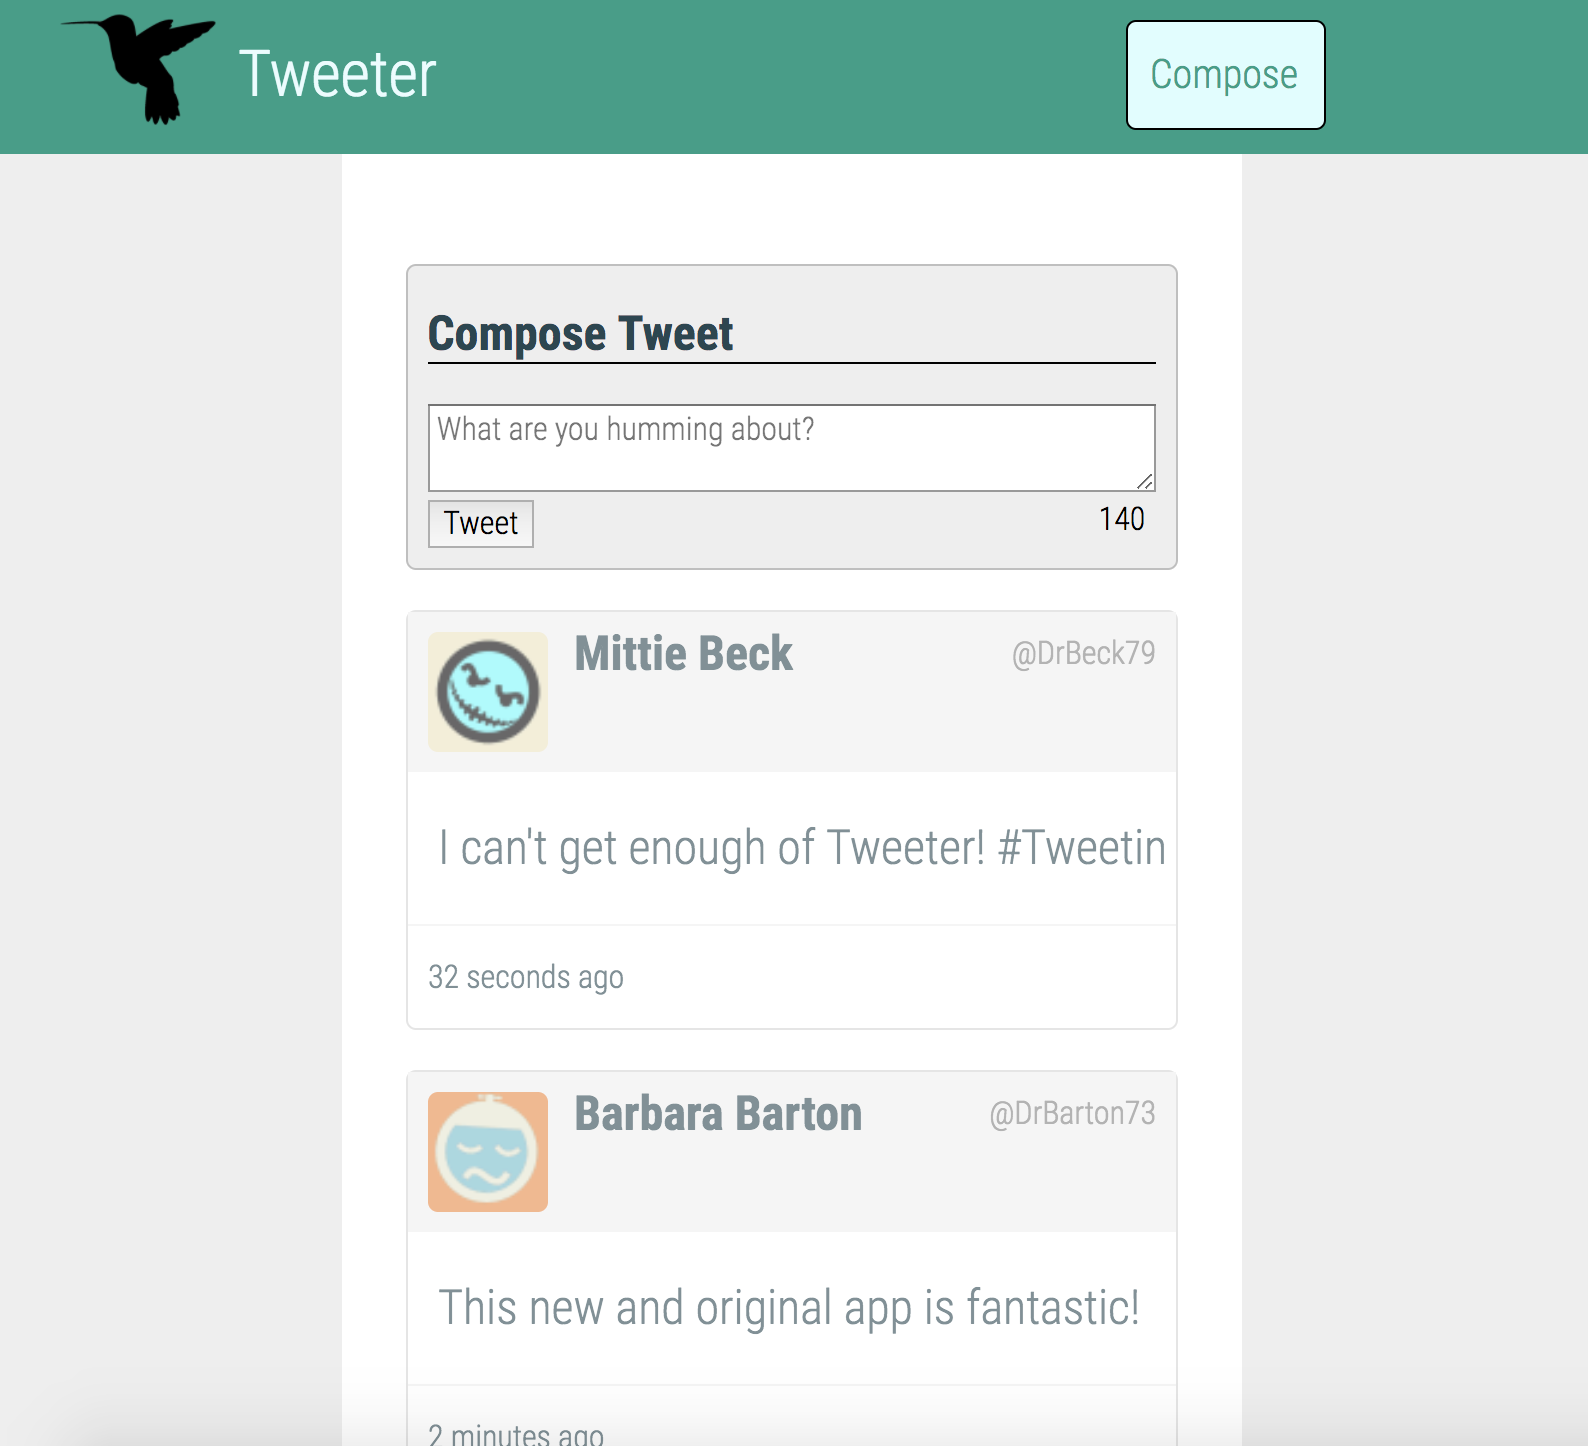 Tweeter
Compose
Compose Tweet
What are you humming about?
Tweet
140
Mittie Beck
@DrBeck79
I can't get enough of Tweeter! #Tweetin
32 seconds ago
Barbara Barton
@DrBarton73
This new and original app is fantastic!
2 minutes ago